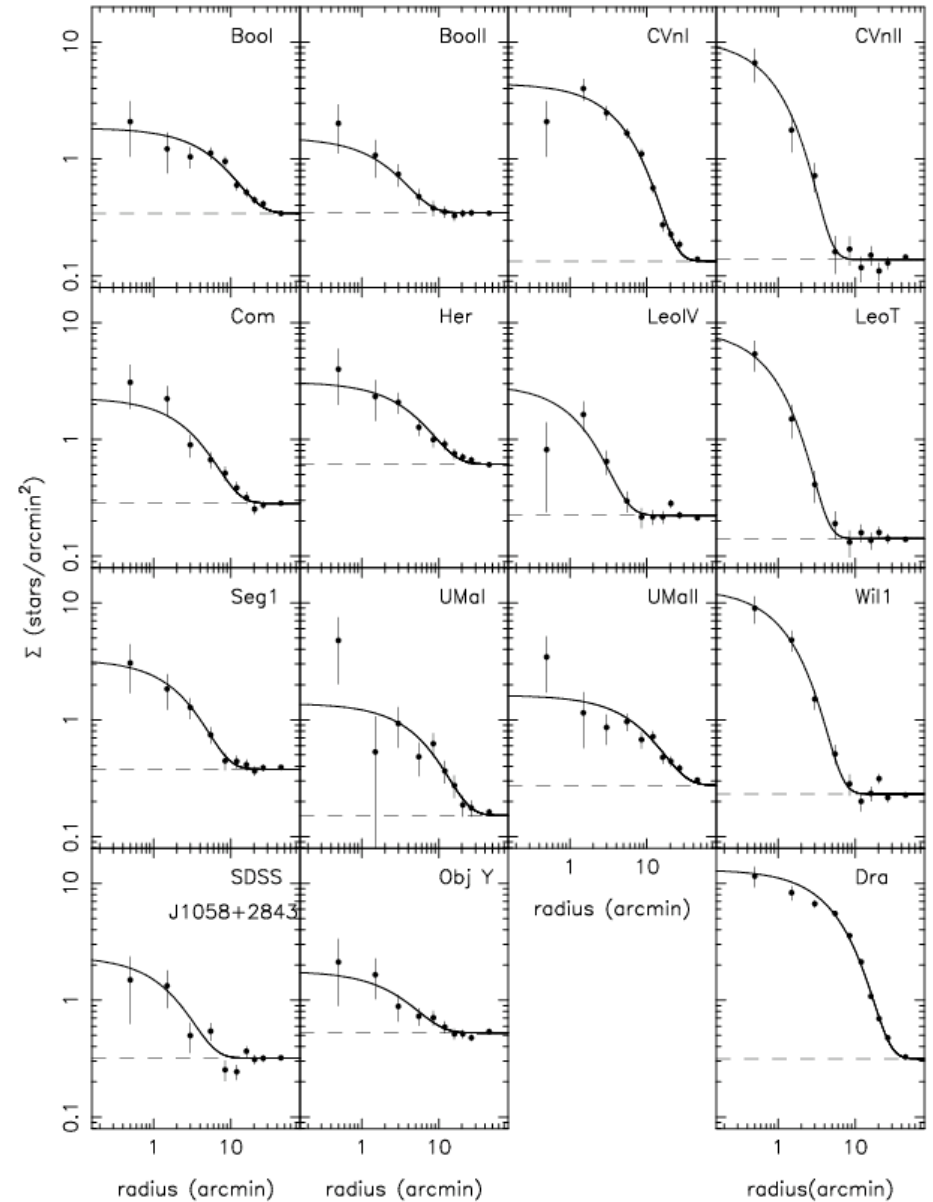 BooI BooII CVnI CVnII
10
1
0.1
Com Her LeoIV LeoT
10
1
0.1
Σ (stars/arcmin²)
Seg1 UMaI UMaII Wil1
10
1
0.1
1 10
radius (arcmin)
SDSS
J1058+2843
Obj Y Dra
10
1
0.1
1 10 1 10 1 10
radius (arcmin) radius (arcmin) radius(arcmin)